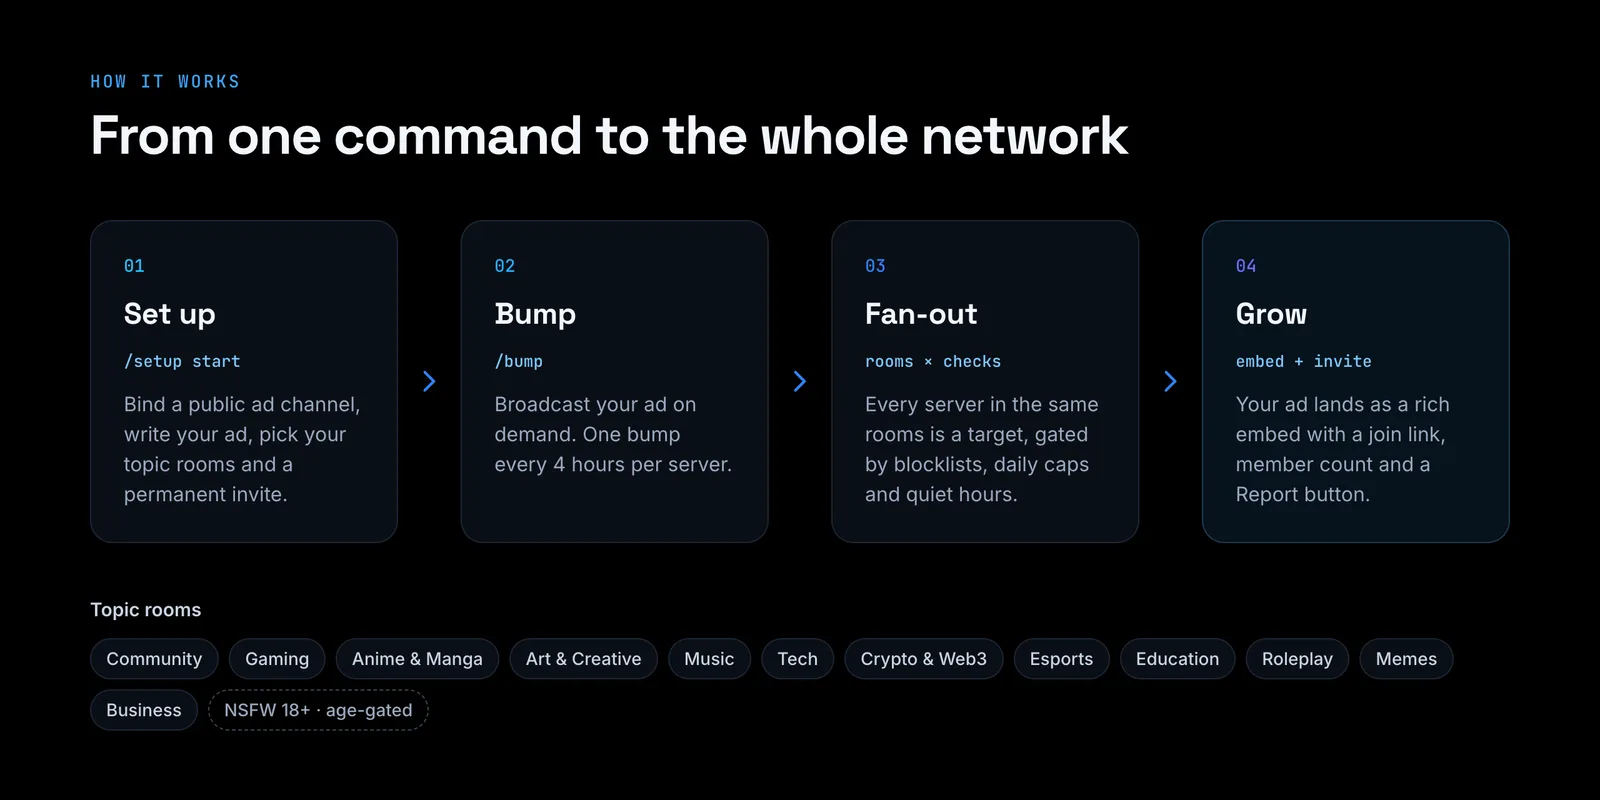 HOW IT WORKS
From one command to the whole network
01
Set up
/setup start
Bind a public ad channel,
write your ad, pick your
topic rooms and a
permanent invite.
02
Bump
/bump
Broadcast your ad on
demand. One bump
every 4 hours per server.
03
Fan-out
rooms × checks
Every server in the same
rooms is a target, gated
by blocklists, daily caps
and quiet hours.
04
Grow
embed + invite
Your ad lands as a rich
embed with a join link,
member count and a
Report button.
Topic rooms
Community Gaming Anime & Manga Art & Creative Music Tech Crypto & Web3 Esports Education Roleplay Memes
Business NSFW 18+ · age-gated